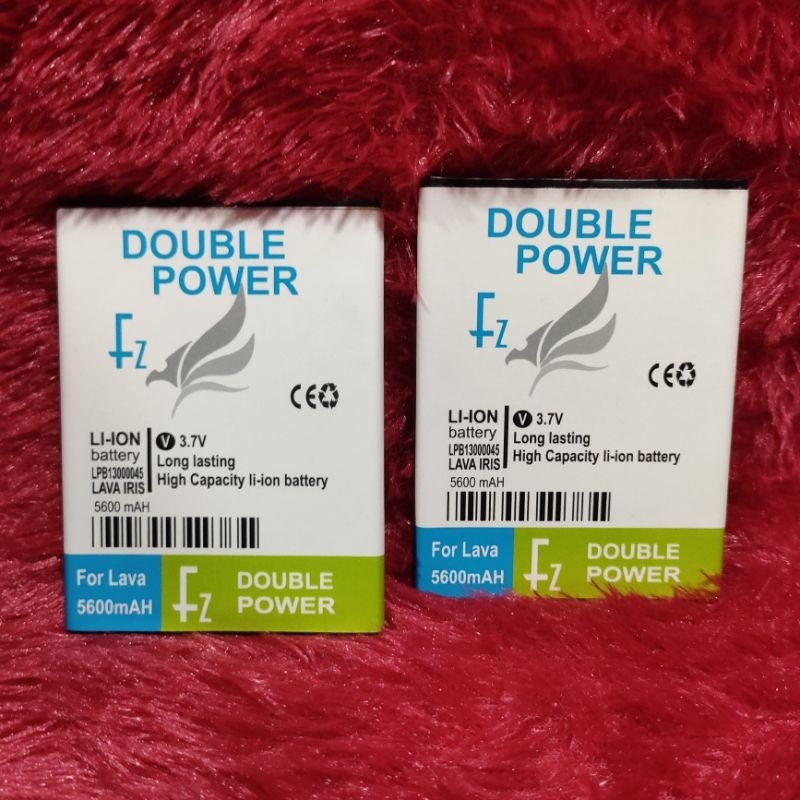 DOUBLE
POWER
Fz
CE
LI-ION
battery
LPB13000045
LAVA IRIS
V 3.7V
Long lasting
High Capacity li-ion battery
5600 mAH
For Lava
5600mAH
Fz
DOUBLE
POWER
DOUBLE
POWER
Fz
CE
LI-ION
battery
LPB13000045
LAVA IRIS
V 3.7V
Long lasting
High Capacity li-ion battery
5600 mAH
For Lava
5600mAH
Fz
DOUBLE
POWER